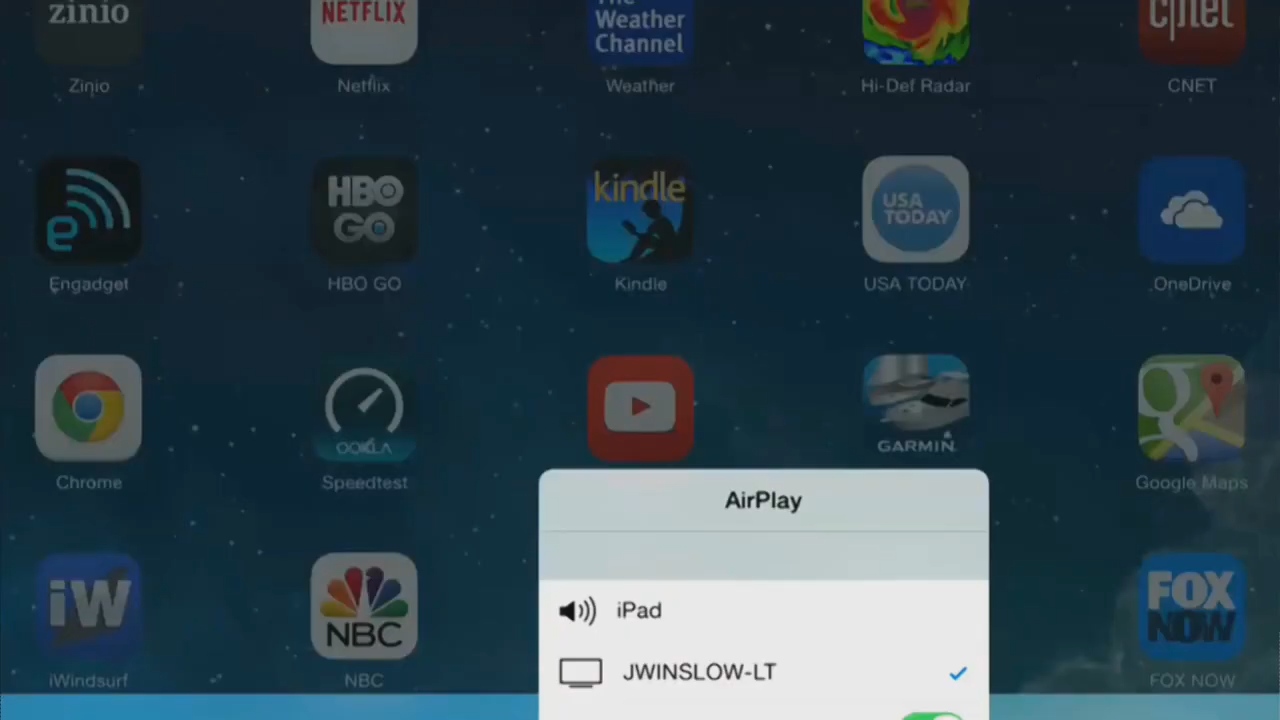 zinio
NETFLIX
The
Weather
Channel
c|net
Zinio
Netflix
Weather
Hi-Def Radar
CNET
e
HBO
GO
kindle
USA
TODAY
Engadget
HBO GO
Kindle
USA TODAY
OneDrive
OOKLA
GARMIN
g
Chrome
Speedtest
Google Maps
AirPlay
iPad
JWINSLOW-LT
iW
NBC
FOX
NOW
iWindsurf
NBC
FOX NOW